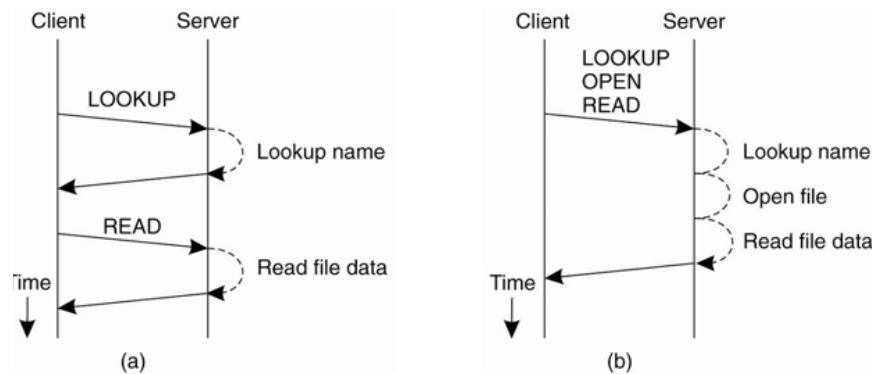 Client Server
LOOKUP
Lookup name
READ
Read file data
Time
(a)
Client Server
LOOKUP
OPEN
READ
Lookup name
Open file
Read file data
Time
(b)